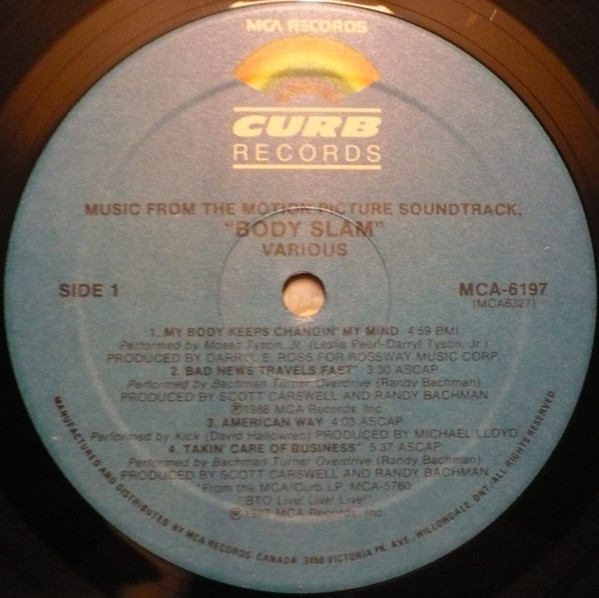 MCA RECORDS
CURB
RECORDS
MUSIC FROM THE MOTION PICTURE SOUNDTRACK,
"BODY SLAM"
VARIOUS
SIDE 1
MCA-6197
(MCA6327)
1. MY BODY KEEPS CHANGIN' MY MIND 4:59 BMI
Performed by Moses Tyson, Jr. (Leslie Pearl-Darryl Tyson, Jr.)
PRODUCED BY DARRYL E. ROSS FOR ROSSWAY MUSIC CORP.
2. BAD NEWS TRAVELS FAST* 3:30 ASCAP
Performed by Bachman Turner Overdrive (Randy Bachman)
PRODUCED BY SCOTT CARSWELL AND RANDY BACHMAN
℗1986 MCA Records, Inc.
3. AMERICAN WAY 4:03 ASCAP
Performed by Kick (David Halloween) PRODUCED BY MICHAEL LLOYD
4. TAKIN' CARE OF BUSINESS* 5:37 ASCAP
Performed by Bachman Turner Overdrive (Randy Bachman)
PRODUCED BY SCOTT CARSWELL AND RANDY BACHMAN
*From the MCA/Curb LP, MCA-5760
"BTO Live! Live! Live!"
℗1987 MCA Records, Inc.
MANUFACTURED AND DISTRIBUTED BY MCA RECORDS CANADA. 2450 VICTORIA PK. AVE., WILLOWDALE, ONT./ALL RIGHTS RESERVED.